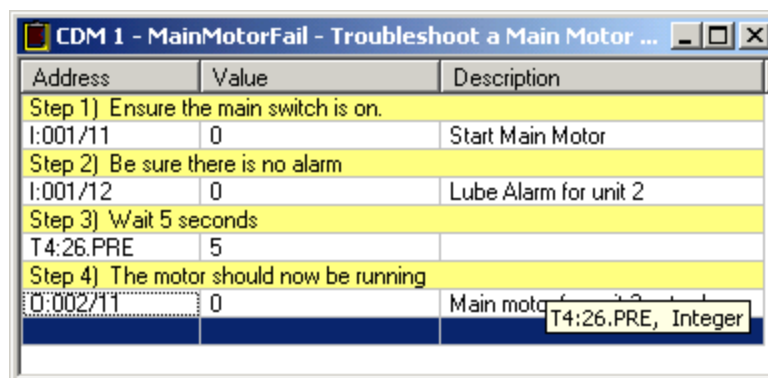 CDM 1 - MainMotorFail - Troubleshoot a Main Motor ...
Address Value Description
Step 1) Ensure the main switch is on.
I:001/11 0 Start Main Motor
Step 2) Be sure there is no alarm
I:001/12 0 Lube Alarm for unit 2
Step 3) Wait 5 seconds
T4:26.PRE 5
Step 4) The motor should now be running
O:002/11 0 Main
T4:26.PRE, Integer